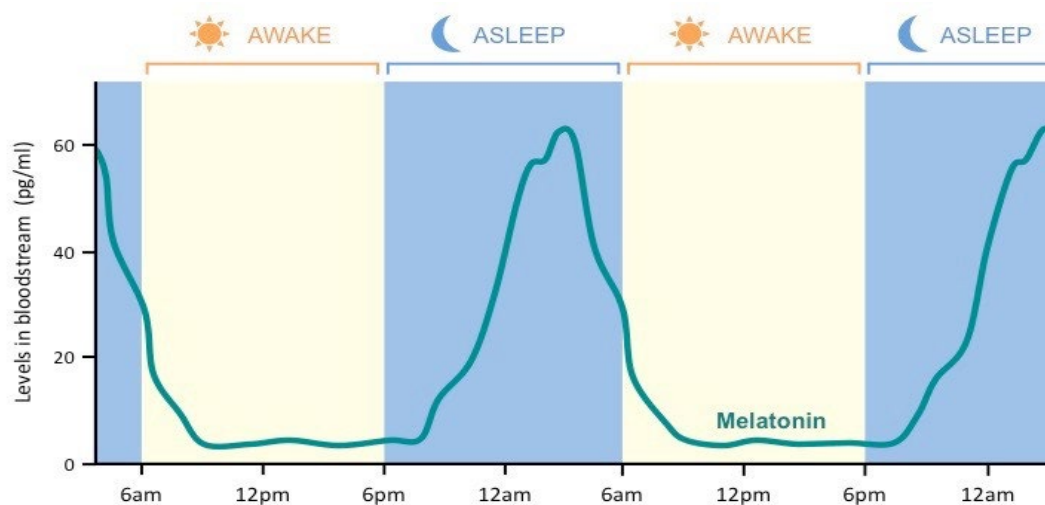 AWAKE ASLEEP AWAKE ASLEEP
Levels in bloodstream (pg/ml)
60
40
20
0
Melatonin
6am 12pm 6pm 12am 6am 12pm 6pm 12am